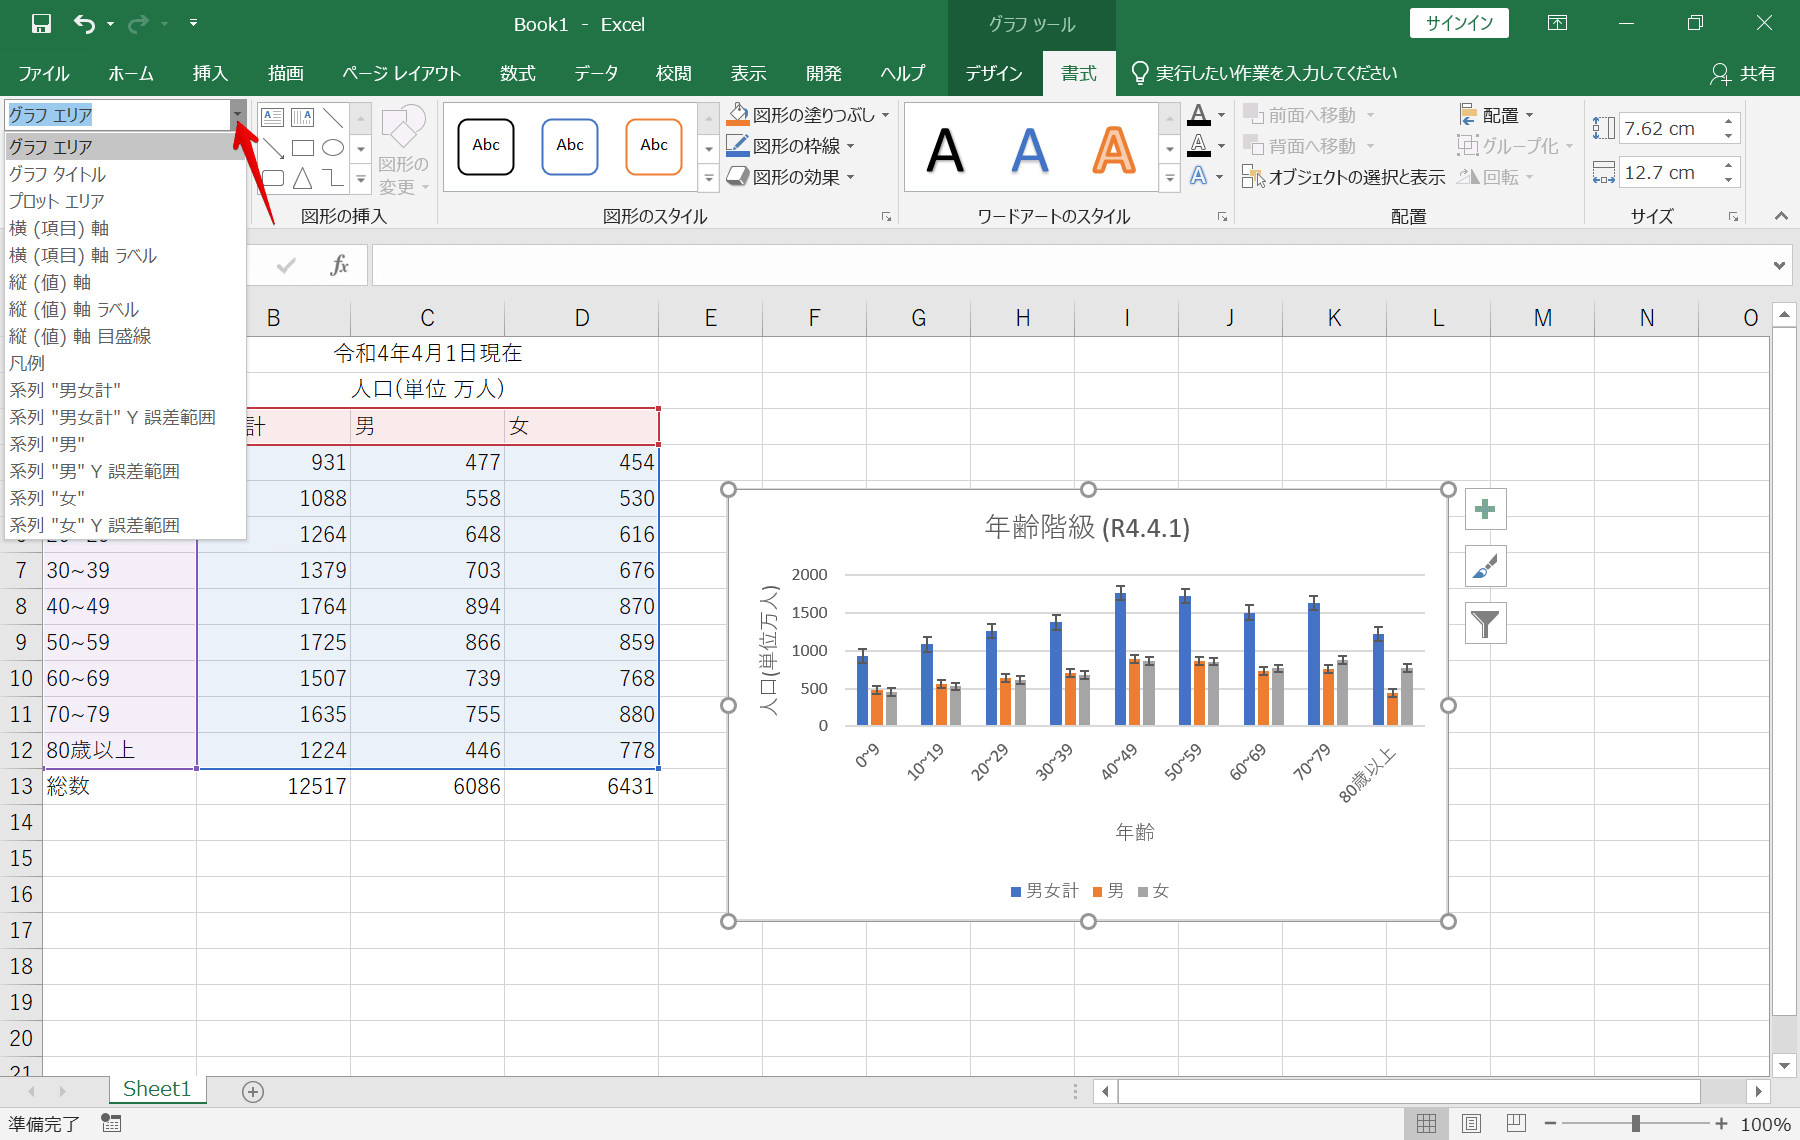 Book1 - Excel
グラフ ツール
サインイン
ファイル ホーム 挿入 描画 ページ レイアウト 数式 データ 校閲 表示 開発 ヘルプ デザイン 書式 実行したい作業を入力してください 共有
グラフ エリア
グラフ エリア
グラフ タイトル
プロット エリア
横 (項目) 軸
横 (項目) 軸 ラベル
縦 (値) 軸
縦 (値) 軸 ラベル
縦 (値) 軸 目盛線
凡例
系列 "男女計"
系列 "男女計" Y 誤差範囲
系列 "男"
系列 "男" Y 誤差範囲
系列 "女"
系列 "女" Y 誤差範囲
図形の
変更
図形の挿入
Abc Abc Abc
図形の塗りつぶし
図形の枠線
図形の効果
図形のスタイル
A A A
ワードアートのスタイル
前面へ移動
背面へ移動
オブジェクトの選択と表示
配置
グループ化
回転
配置
7.62 cm
12.7 cm
サイズ
fx
B C D E F G H I J K L M N O
令和4年4月1日現在
人口(単位 万人)
計 男 女
931 477 454
1088 558 530
1264 648 616
7 30~39 1379 703 676
8 40~49 1764 894 870
9 50~59 1725 866 859
10 60~69 1507 739 768
11 70~79 1635 755 880
12 80歳以上 1224 446 778
13 総数 12517 6086 6431
14
15
16
17
18
19
20
21
年齢階級 (R4.4.1)
人口(単位万人)
2000
1500
1000
500
0
0~9 10~19 20~29 30~39 40~49 50~59 60~69 70~79 80歳以上
年齢
男女計 男 女
Sheet1
準備完了
100%